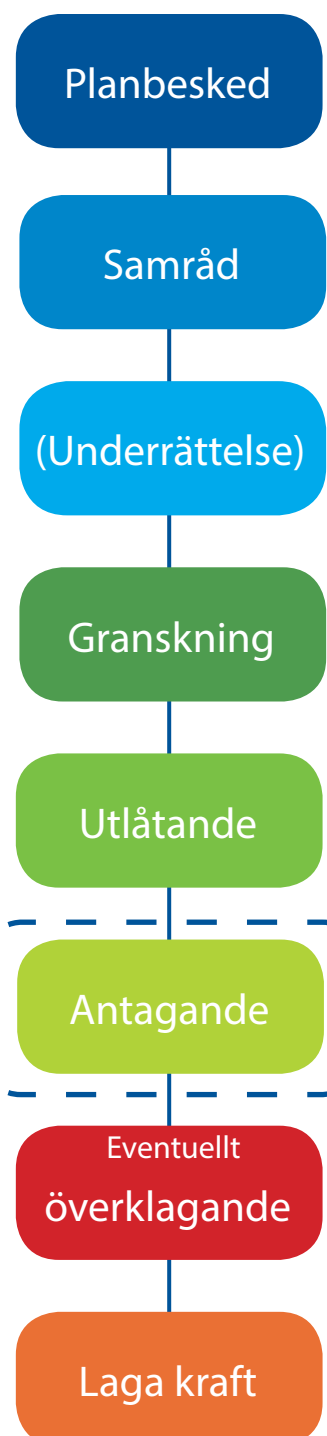 Planbesked
Samråd
(Underrättelse)
Granskning
Utlåtande
Antagande
Eventuellt
överklagande
Laga kraft